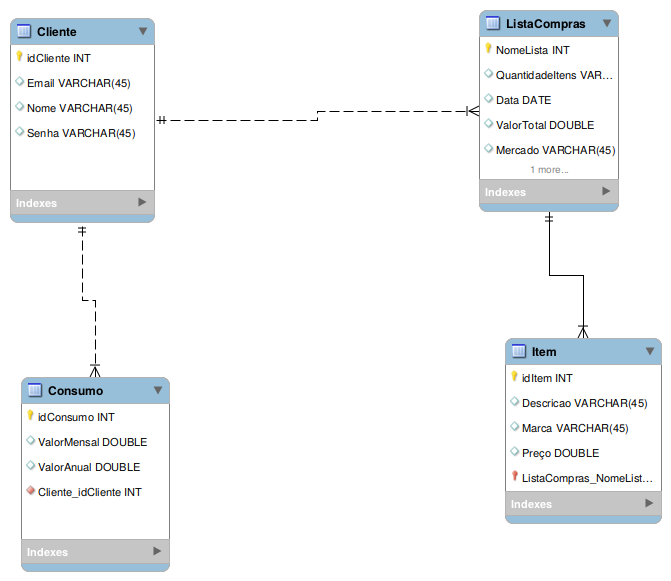 Cliente
idCliente INT
Email VARCHAR(45)
Nome VARCHAR(45)
Senha VARCHAR(45)
Indexes
ListaCompras
NomeLista INT
QuantidadeItens VAR...
Data DATE
ValorTotal DOUBLE
Mercado VARCHAR(45)
1 more...
Indexes
Consumo
idConsumo INT
ValorMensal DOUBLE
ValorAnual DOUBLE
Cliente_idCliente INT
Indexes
Item
idItem INT
Descricao VARCHAR(45)
Marca VARCHAR(45)
Preço DOUBLE
ListaCompras_NomeList...
Indexes